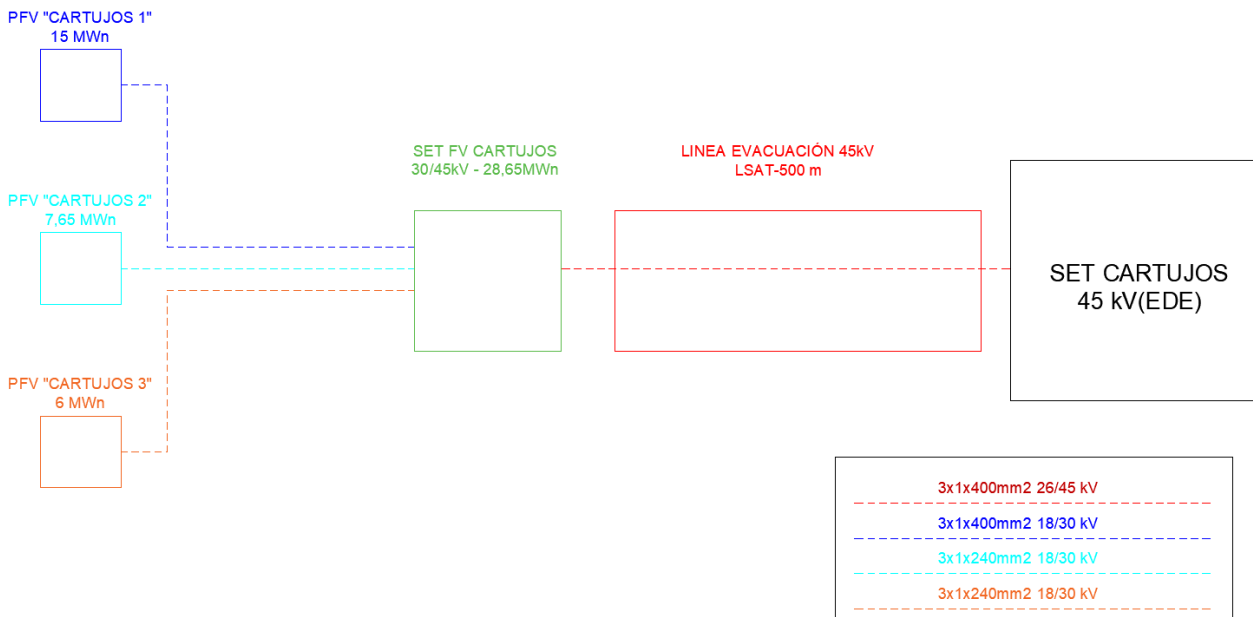 PFV "CARTUJOS 1"
15 MWn
PFV "CARTUJOS 2"
7,65 MWn
PFV "CARTUJOS 3"
6 MWn
SET FV CARTUJOS
30/45kV - 28,65MWn
LINEA EVACUACIÓN 45kV
LSAT-500 m
SET CARTUJOS
45 kV(EDE)
3x1x400mm2 26/45 kV
3x1x400mm2 18/30 kV
3x1x240mm2 18/30 kV
3x1x240mm2 18/30 kV